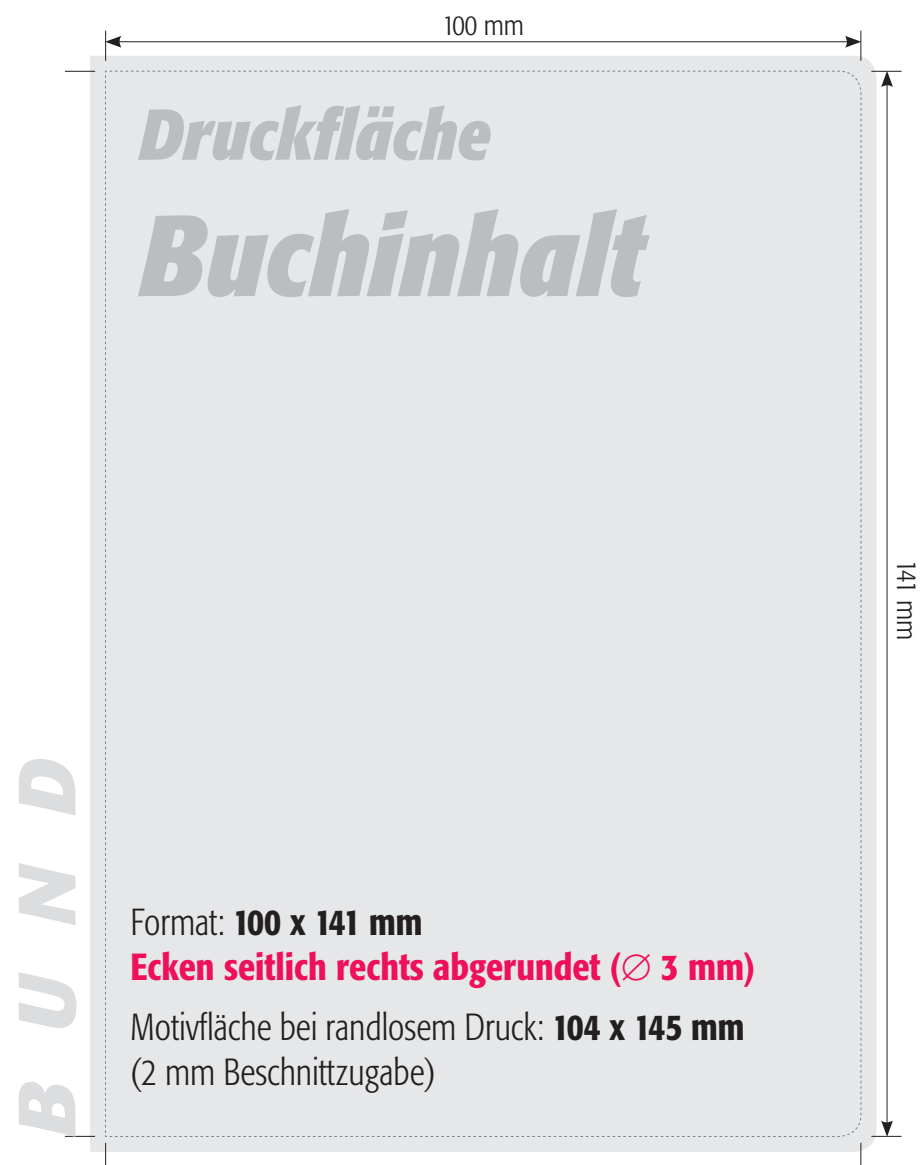 100 mm
Druckfläche
Buchinhalt
141 mm
BUND
Format: 100 x 141 mm
Ecken seitlich rechts abgerundet (∅ 3 mm)
Motivfläche bei randlosem Druck: 104 x 145 mm
(2 mm Beschnittzugabe)